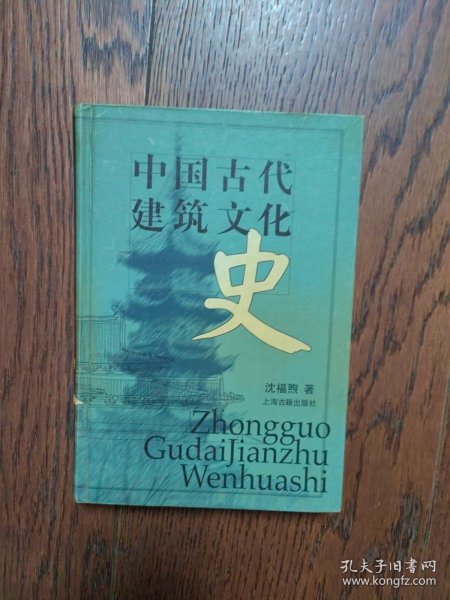 中国古代
建筑文化
史
沈福煦 著
上海古籍出版社
Zhongguo
GudaiJianzhu
Wenhuashi
孔夫子旧书网
www.kongfz.com